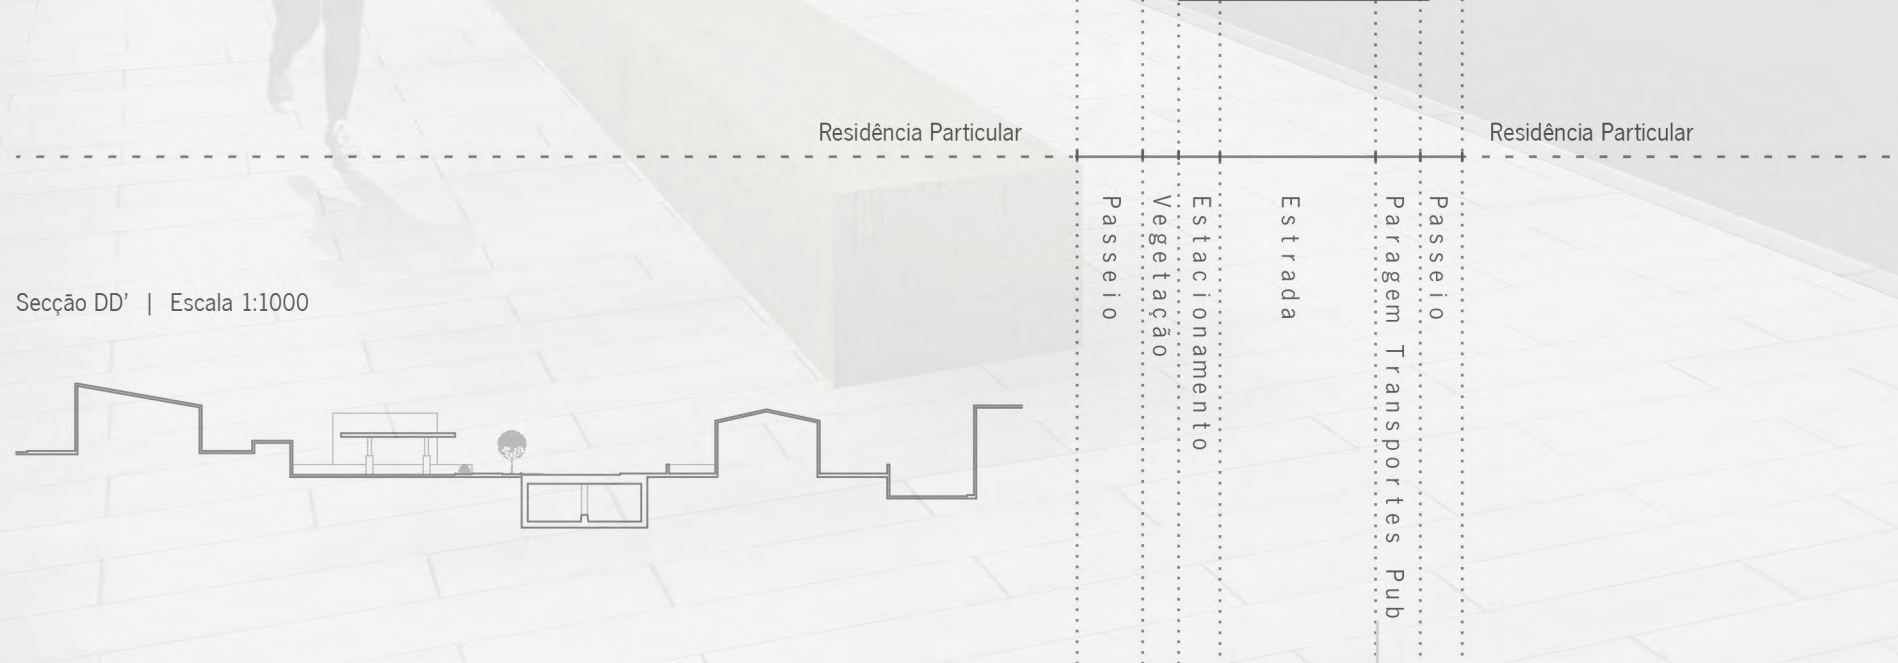 Residência Particular
Residência Particular
Passeio
Vegetação
Estacionamento
Estrada
Paragem Transportes Pub
Passeio
Secção DD' | Escala 1:1000